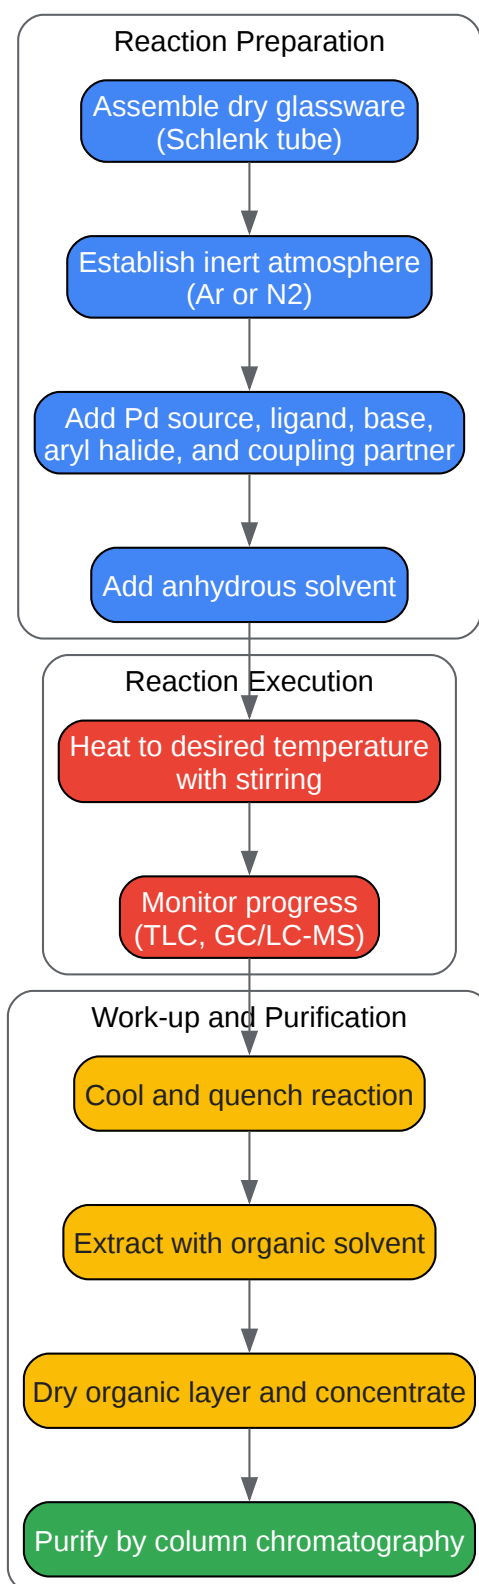 Reaction Preparation
Assemble dry glassware
(Schlenk tube)
Establish inert atmosphere
(Ar or N2)
Add Pd source, ligand, base,
aryl halide, and coupling partner
Add anhydrous solvent
Reaction Execution
Heat to desired temperature
with stirring
Monitor progress
(TLC, GC/LC-MS)
Work-up and Purification
Cool and quench reaction
Extract with organic solvent
Dry organic layer and concentrate
Purify by column chromatography